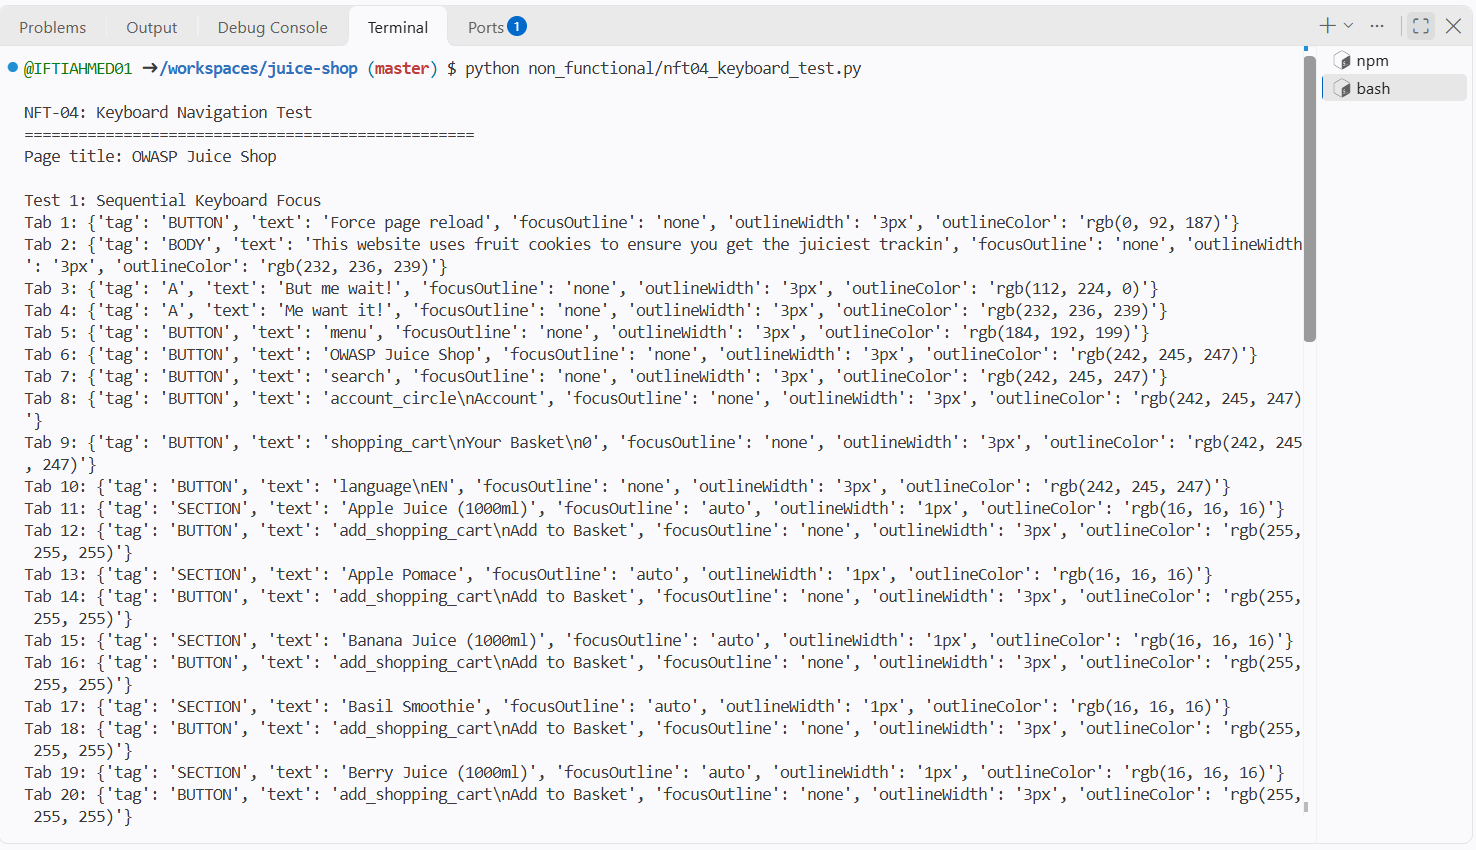 Problems Output Debug Console Terminal Ports 1
npm
bash
@IFTIAHMED01 →/workspaces/juice-shop (master) $ python non_functional/nft04_keyboard_test.py
NFT-04: Keyboard Navigation Test
==================================================
Page title: OWASP Juice Shop
Test 1: Sequential Keyboard Focus
Tab 1: {'tag': 'BUTTON', 'text': 'Force page reload', 'focusOutline': 'none', 'outlineWidth': '3px', 'outlineColor': 'rgb(0, 92, 187)'}
Tab 2: {'tag': 'BODY', 'text': 'This website uses fruit cookies to ensure you get the juiciest trackin', 'focusOutline': 'none', 'outlineWidth
': '3px', 'outlineColor': 'rgb(232, 236, 239)'}
Tab 3: {'tag': 'A', 'text': 'But me wait!', 'focusOutline': 'none', 'outlineWidth': '3px', 'outlineColor': 'rgb(112, 224, 0)'}
Tab 4: {'tag': 'A', 'text': 'Me want it!', 'focusOutline': 'none', 'outlineWidth': '3px', 'outlineColor': 'rgb(232, 236, 239)'}
Tab 5: {'tag': 'BUTTON', 'text': 'menu', 'focusOutline': 'none', 'outlineWidth': '3px', 'outlineColor': 'rgb(184, 192, 199)'}
Tab 6: {'tag': 'BUTTON', 'text': 'OWASP Juice Shop', 'focusOutline': 'none', 'outlineWidth': '3px', 'outlineColor': 'rgb(242, 245, 247)'}
Tab 7: {'tag': 'BUTTON', 'text': 'search', 'focusOutline': 'none', 'outlineWidth': '3px', 'outlineColor': 'rgb(242, 245, 247)'}
Tab 8: {'tag': 'BUTTON', 'text': 'account_circle\nAccount', 'focusOutline': 'none', 'outlineWidth': '3px', 'outlineColor': 'rgb(242, 245, 247)
'}
Tab 9: {'tag': 'BUTTON', 'text': 'shopping_cart\nYour Basket\n0', 'focusOutline': 'none', 'outlineWidth': '3px', 'outlineColor': 'rgb(242, 245
, 247)'}
Tab 10: {'tag': 'BUTTON', 'text': 'language\nEN', 'focusOutline': 'none', 'outlineWidth': '3px', 'outlineColor': 'rgb(242, 245, 247)'}
Tab 11: {'tag': 'SECTION', 'text': 'Apple Juice (1000ml)', 'focusOutline': 'auto', 'outlineWidth': '1px', 'outlineColor': 'rgb(16, 16, 16)'}
Tab 12: {'tag': 'BUTTON', 'text': 'add_shopping_cart\nAdd to Basket', 'focusOutline': 'none', 'outlineWidth': '3px', 'outlineColor': 'rgb(255,
255, 255)'}
Tab 13: {'tag': 'SECTION', 'text': 'Apple Pomace', 'focusOutline': 'auto', 'outlineWidth': '1px', 'outlineColor': 'rgb(16, 16, 16)'}
Tab 14: {'tag': 'BUTTON', 'text': 'add_shopping_cart\nAdd to Basket', 'focusOutline': 'none', 'outlineWidth': '3px', 'outlineColor': 'rgb(255,
255, 255)'}
Tab 15: {'tag': 'SECTION', 'text': 'Banana Juice (1000ml)', 'focusOutline': 'auto', 'outlineWidth': '1px', 'outlineColor': 'rgb(16, 16, 16)'}
Tab 16: {'tag': 'BUTTON', 'text': 'add_shopping_cart\nAdd to Basket', 'focusOutline': 'none', 'outlineWidth': '3px', 'outlineColor': 'rgb(255,
255, 255)'}
Tab 17: {'tag': 'SECTION', 'text': 'Basil Smoothie', 'focusOutline': 'auto', 'outlineWidth': '1px', 'outlineColor': 'rgb(16, 16, 16)'}
Tab 18: {'tag': 'BUTTON', 'text': 'add_shopping_cart\nAdd to Basket', 'focusOutline': 'none', 'outlineWidth': '3px', 'outlineColor': 'rgb(255,
255, 255)'}
Tab 19: {'tag': 'SECTION', 'text': 'Berry Juice (1000ml)', 'focusOutline': 'auto', 'outlineWidth': '1px', 'outlineColor': 'rgb(16, 16, 16)'}
Tab 20: {'tag': 'BUTTON', 'text': 'add_shopping_cart\nAdd to Basket', 'focusOutline': 'none', 'outlineWidth': '3px', 'outlineColor': 'rgb(255,
255, 255)'}